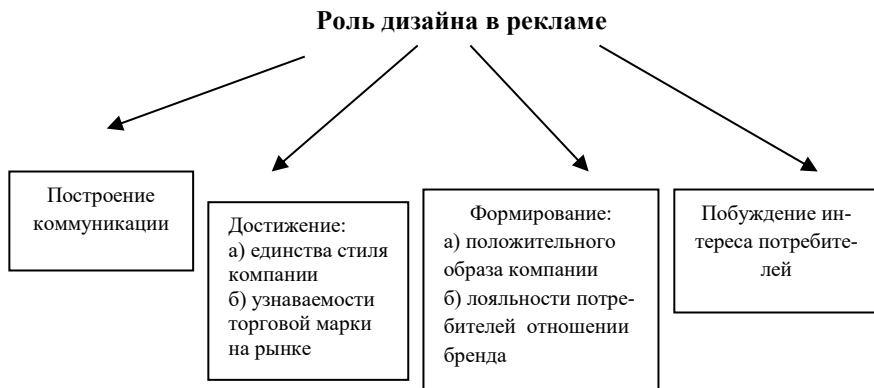 Роль дизайна в рекламе
Построение
коммуникации
Достижение:
а) единства стиля
компании
б) узнаваемости
торговой марки
на рынке
Формирование:
а) положительного
образа компании
б) лояльности потре-
бителей отношении
бренда
Побуждение ин-
тереса потребите-
лей